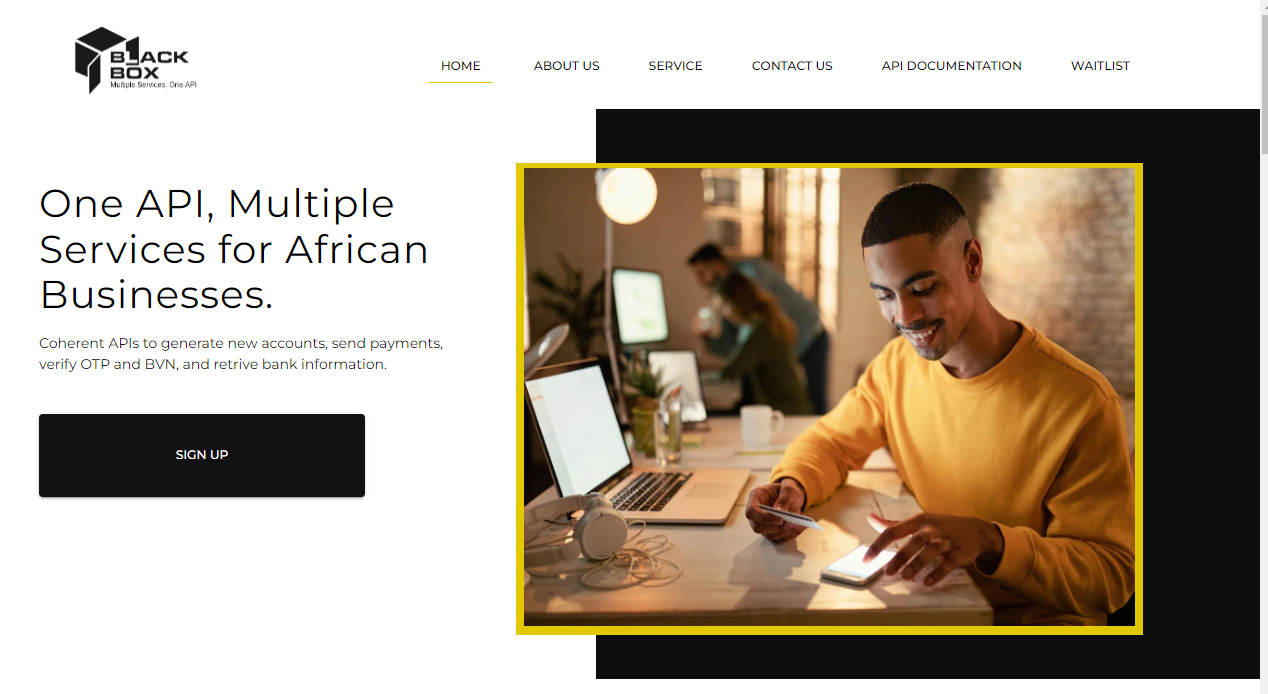 BLACK
BOX
Multiple Services, One API
HOME
ABOUT US
SERVICE
CONTACT US
API DOCUMENTATION
WAITLIST
One API, Multiple
Services for African
Businesses.
Coherent APIs to generate new accounts, send payments,
verify OTP and BVN, and retrive bank information.
SIGN UP